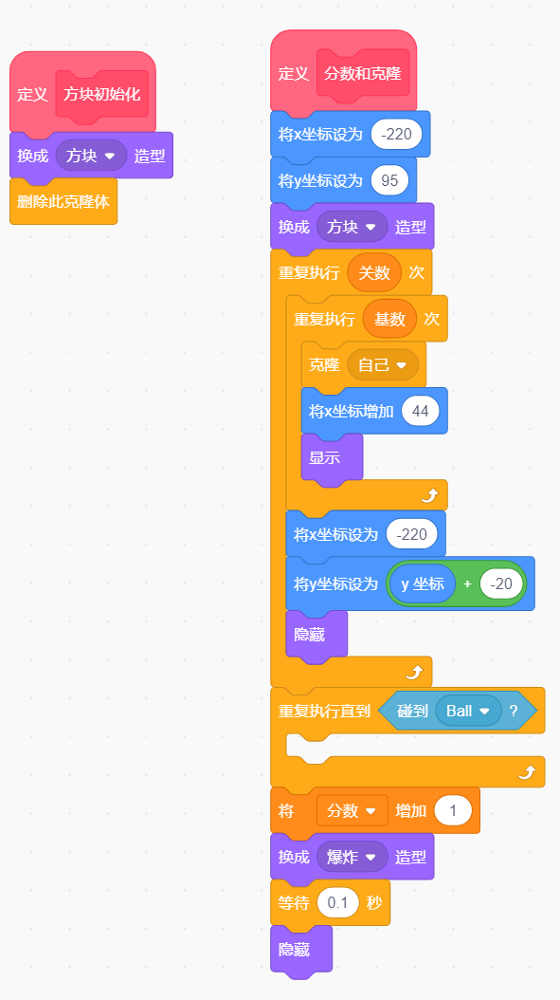 定义 方块初始化
换成 方块 造型
删除此克隆体
定义 分数和克隆
将x坐标设为 -220
将y坐标设为 95
换成 方块 造型
重复执行 关数 次
重复执行 基数 次
克隆 自己
将x坐标增加 44
显示
将x坐标设为 -220
将y坐标设为 y 坐标 + -20
隐藏
重复执行直到 碰到 Ball ?
将 分数 增加 1
换成 爆炸 造型
等待 0.1 秒
隐藏